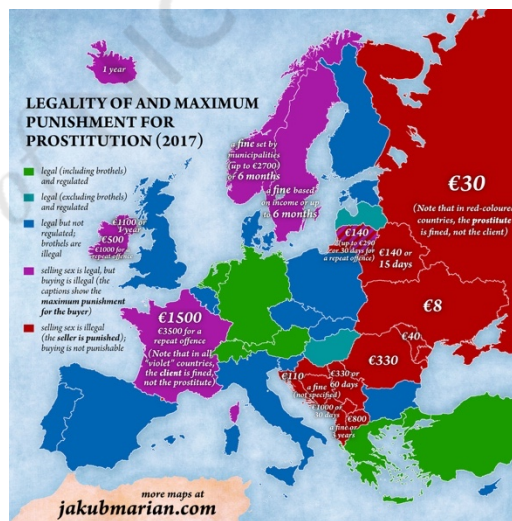 1 year
LEGALITY OF AND MAXIMUM
PUNISHMENT FOR
PROSTITUTION (2017)
legal (including brothels)
and regulated
legal (excluding brothels)
and regulated
legal but not
regulated;
brothels are
illegal
selling sex is legal, but
buying is illegal (the
captions show the
maximum punishment
for the buyer)
selling sex is illegal (the
seller is punished);
buying is not punishable
a fine set by
municipalities
(up to €2700)
or 6 months
a fine based
on income or up
to 6 months
€30
(Note that in red-coloured
countries, the prostitute
is fined, not the client)
€1100 or
1 year
€500
€1000 for
repeat offence
€140
(up to €290
or 30 days for
a repeat offence)
€140 or
15 days
€8
€1500
€3500 for a
repeat offence
(Note that in all
"violet" countries,
the client is fined,
not the prostitute)
€40
€330
€110
€330 or
60 days
a fine
(not specified)
€1000 or
30 days
€800
a fine or
more maps at
jakubmarian.com